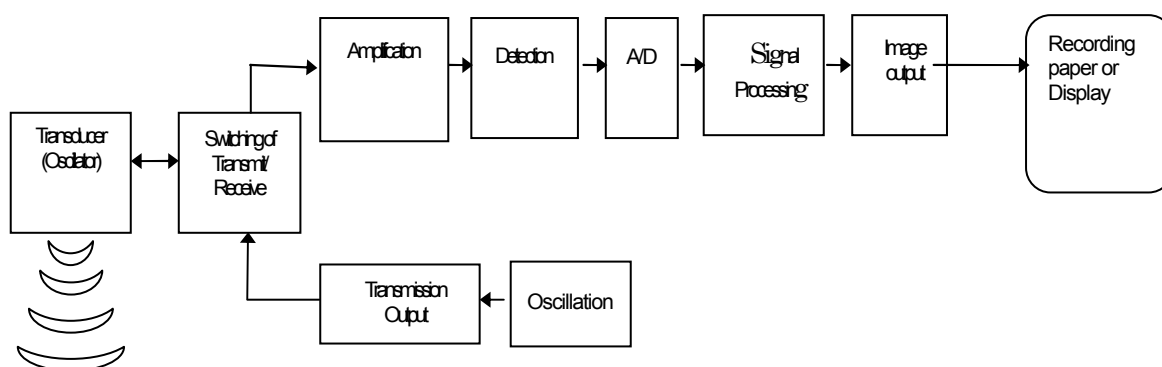 Transducer
(Oscillator)
Switching of
Transmit/
Receive
Amplification
Detection
A/D
Signal
Processing
Image
output
Recording
paper or
Display
Transmission
Output
Oscillation